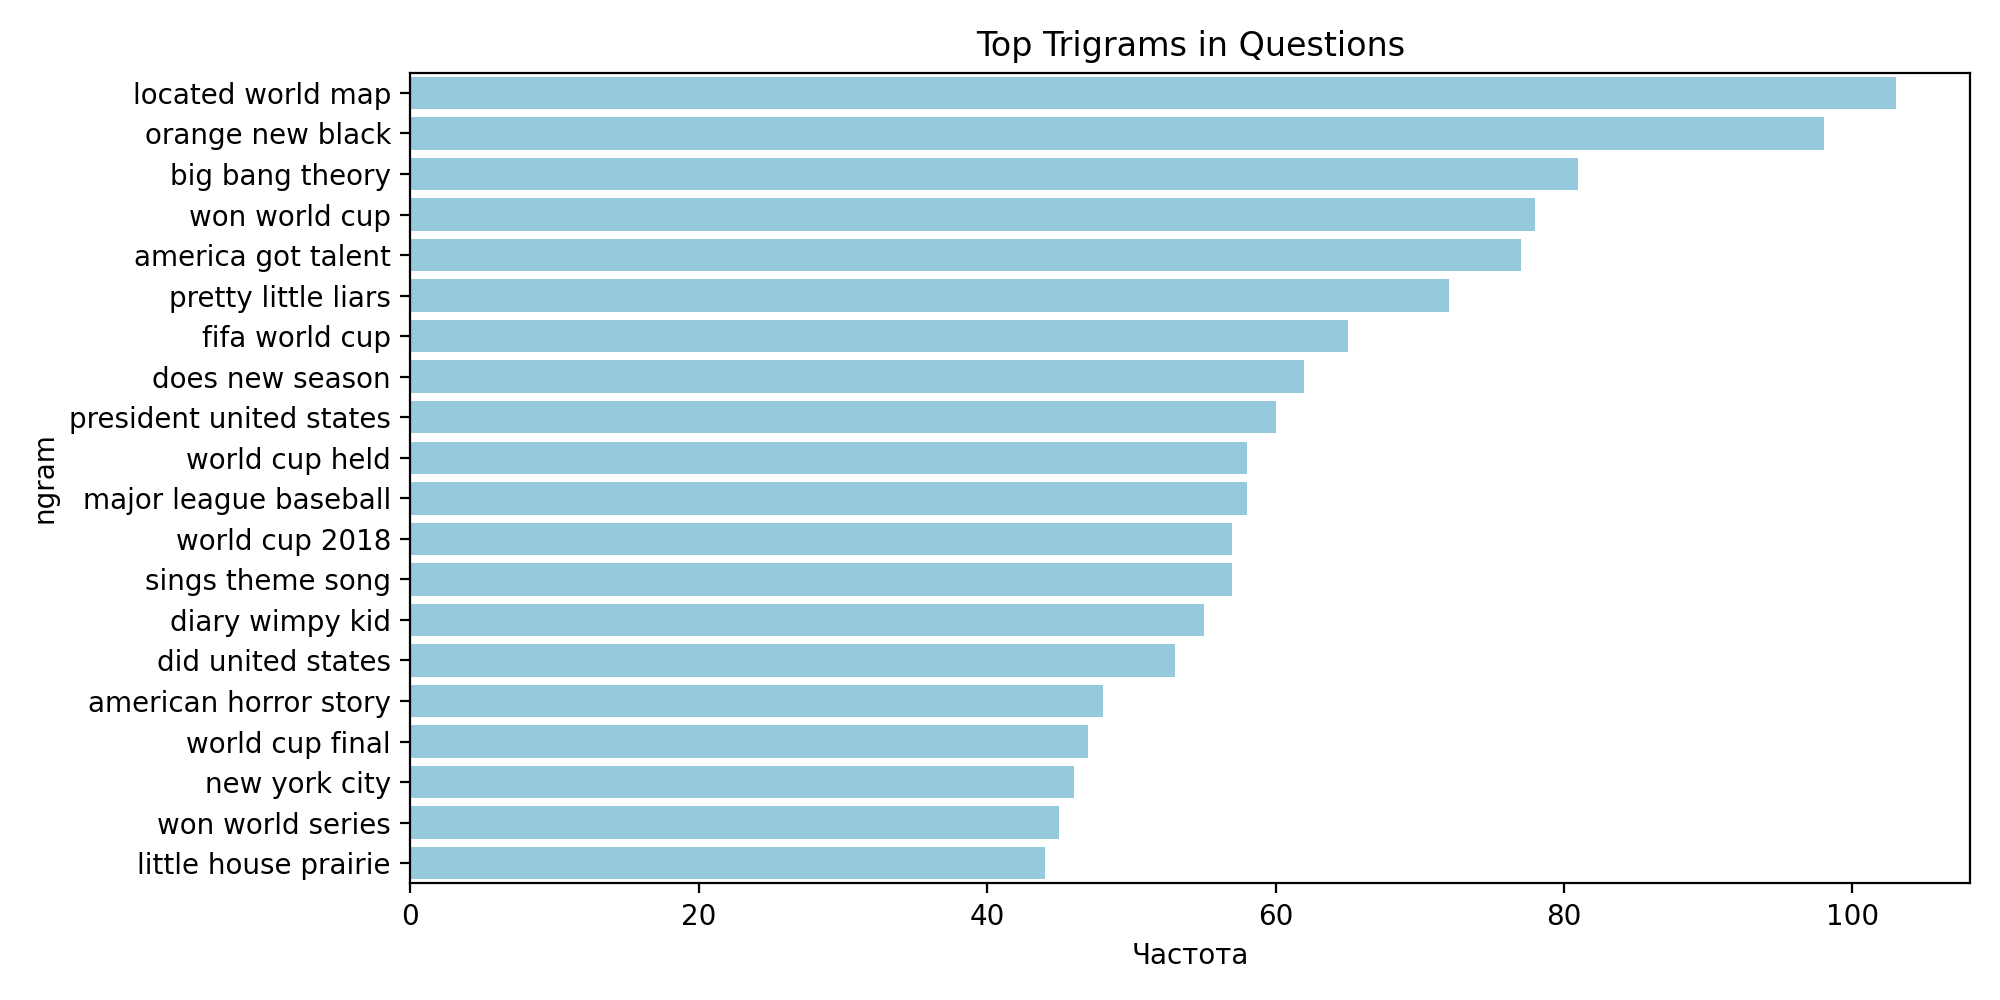 Top Trigrams in Questions
located world map
orange new black
big bang theory
won world cup
america got talent
pretty little liars
fifa world cup
does new season
president united states
world cup held
major league baseball
world cup 2018
sings theme song
diary wimpy kid
did united states
american horror story
world cup final
new york city
won world series
little house prairie
ngram
0 20 40 60 80 100
Частота